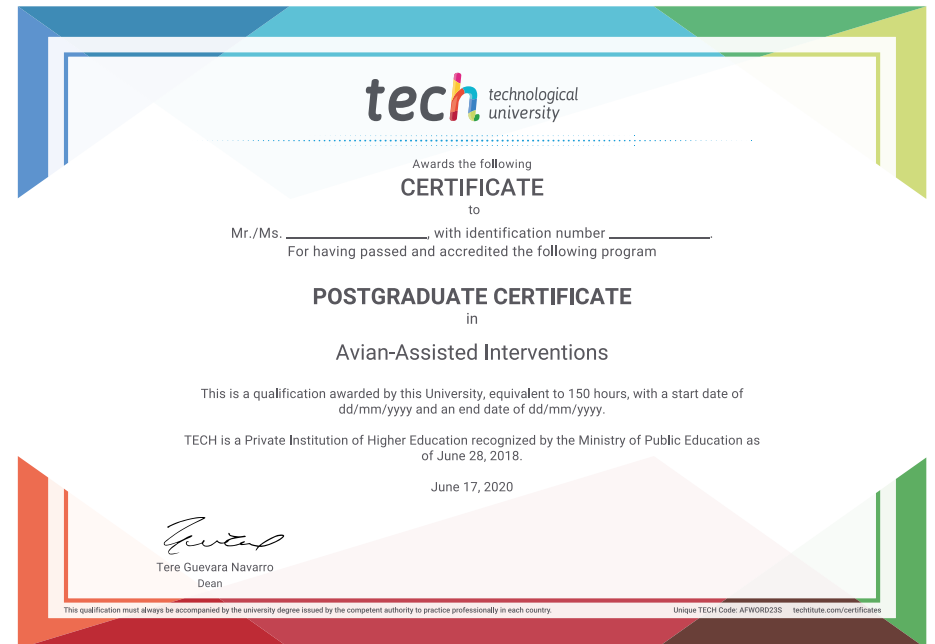 tech technological
university
Awards the following
CERTIFICATE
to
Mr./Ms. ______________, with identification number __________.
For having passed and accredited the following program
POSTGRADUATE CERTIFICATE
in
Avian-Assisted Interventions
This is a qualification awarded by this University, equivalent to 150 hours, with a start date of
dd/mm/yyyy and an end date of dd/mm/yyyy.
TECH is a Private Institution of Higher Education recognized by the Ministry of Public Education as
of June 28, 2018.
June 17, 2020
Tere Guevara Navarro
Dean
This qualification must always be accompanied by the university degree issued by the competent authority to practice professionally in each country. Unique TECH Code: AFWORD23S techtitute.com/certificates